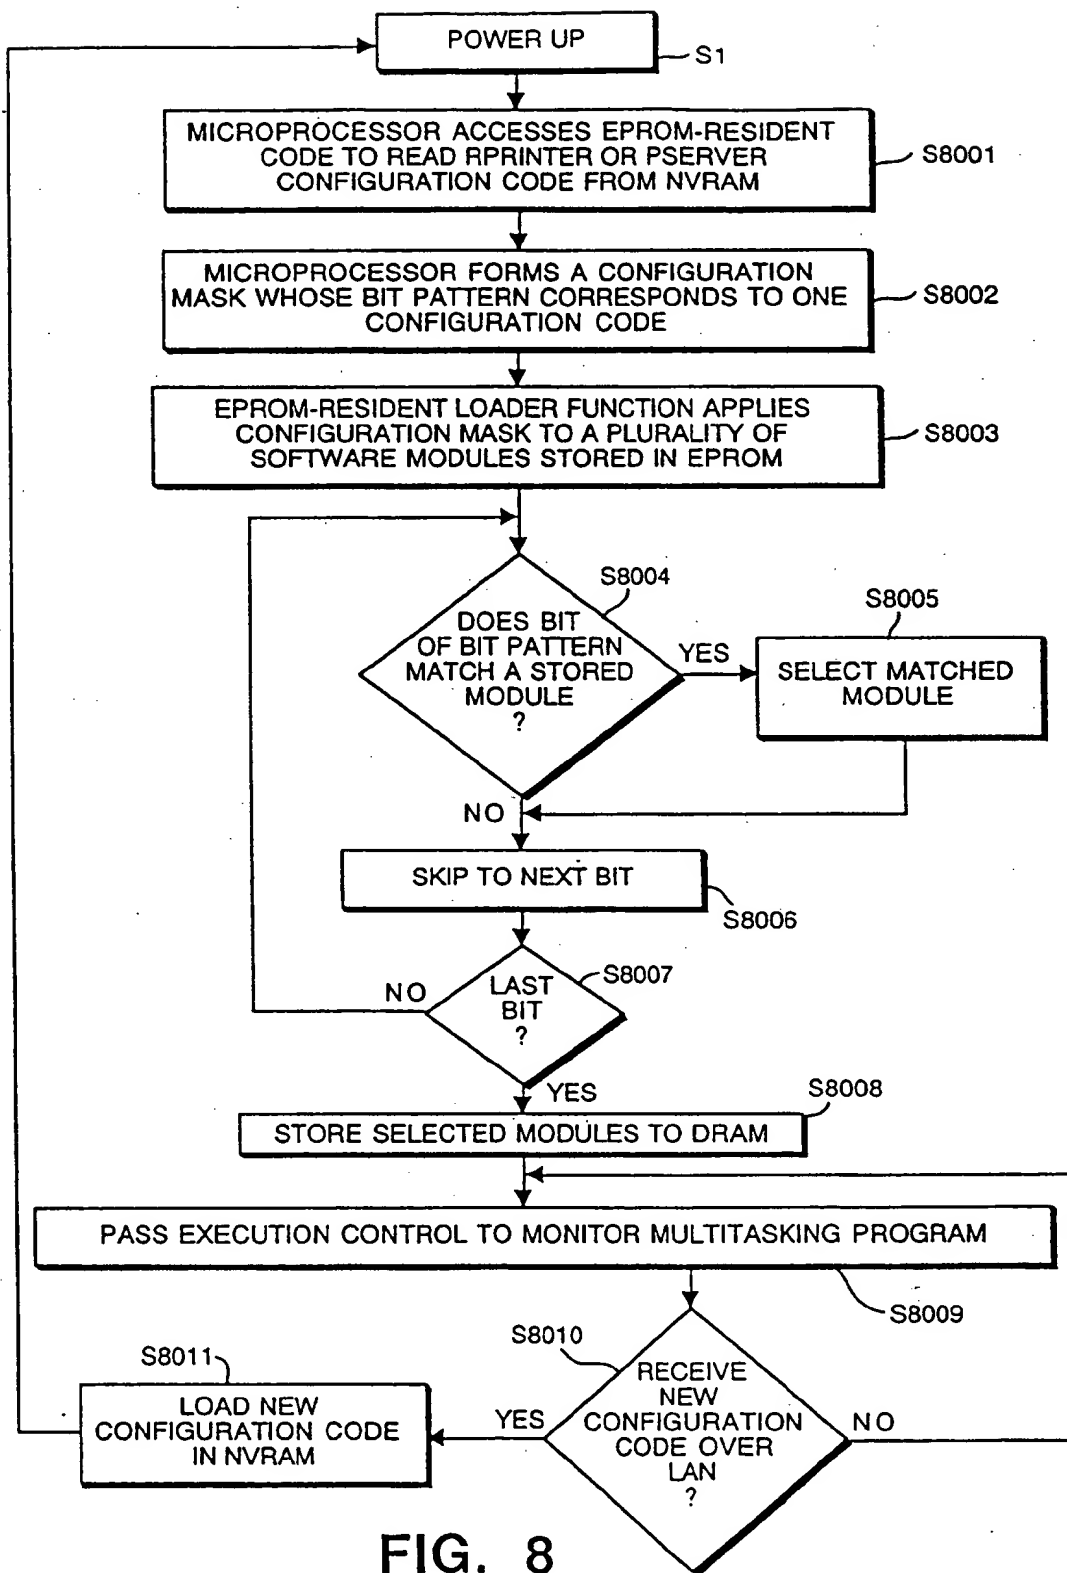 POWER UP
S1
MICROPROCESSOR ACCESSES EPROM-RESIDENT
CODE TO READ RPRINTER OR PSERVER
CONFIGURATION CODE FROM NVRAM
S8001
MICROPROCESSOR FORMS A CONFIGURATION
MASK WHOSE BIT PATTERN CORRESPONDS TO ONE
CONFIGURATION CODE
S8002
EPROM-RESIDENT LOADER FUNCTION APPLIES
CONFIGURATION MASK TO A PLURALITY OF
SOFTWARE MODULES STORED IN EPROM
S8003
S8004
DOES BIT
OF BIT PATTERN
MATCH A STORED
MODULE
?
YES
S8005
SELECT MATCHED
MODULE
NO
SKIP TO NEXT BIT
S8006
S8007
LAST
BIT
?
NO
YES
S8008
STORE SELECTED MODULES TO DRAM
PASS EXECUTION CONTROL TO MONITOR MULTITASKING PROGRAM
S8009
S8010
RECEIVE
NEW
CONFIGURATION
CODE OVER
LAN
?
NO
YES
S8011
LOAD NEW
CONFIGURATION CODE
IN NVRAM
FIG. 8